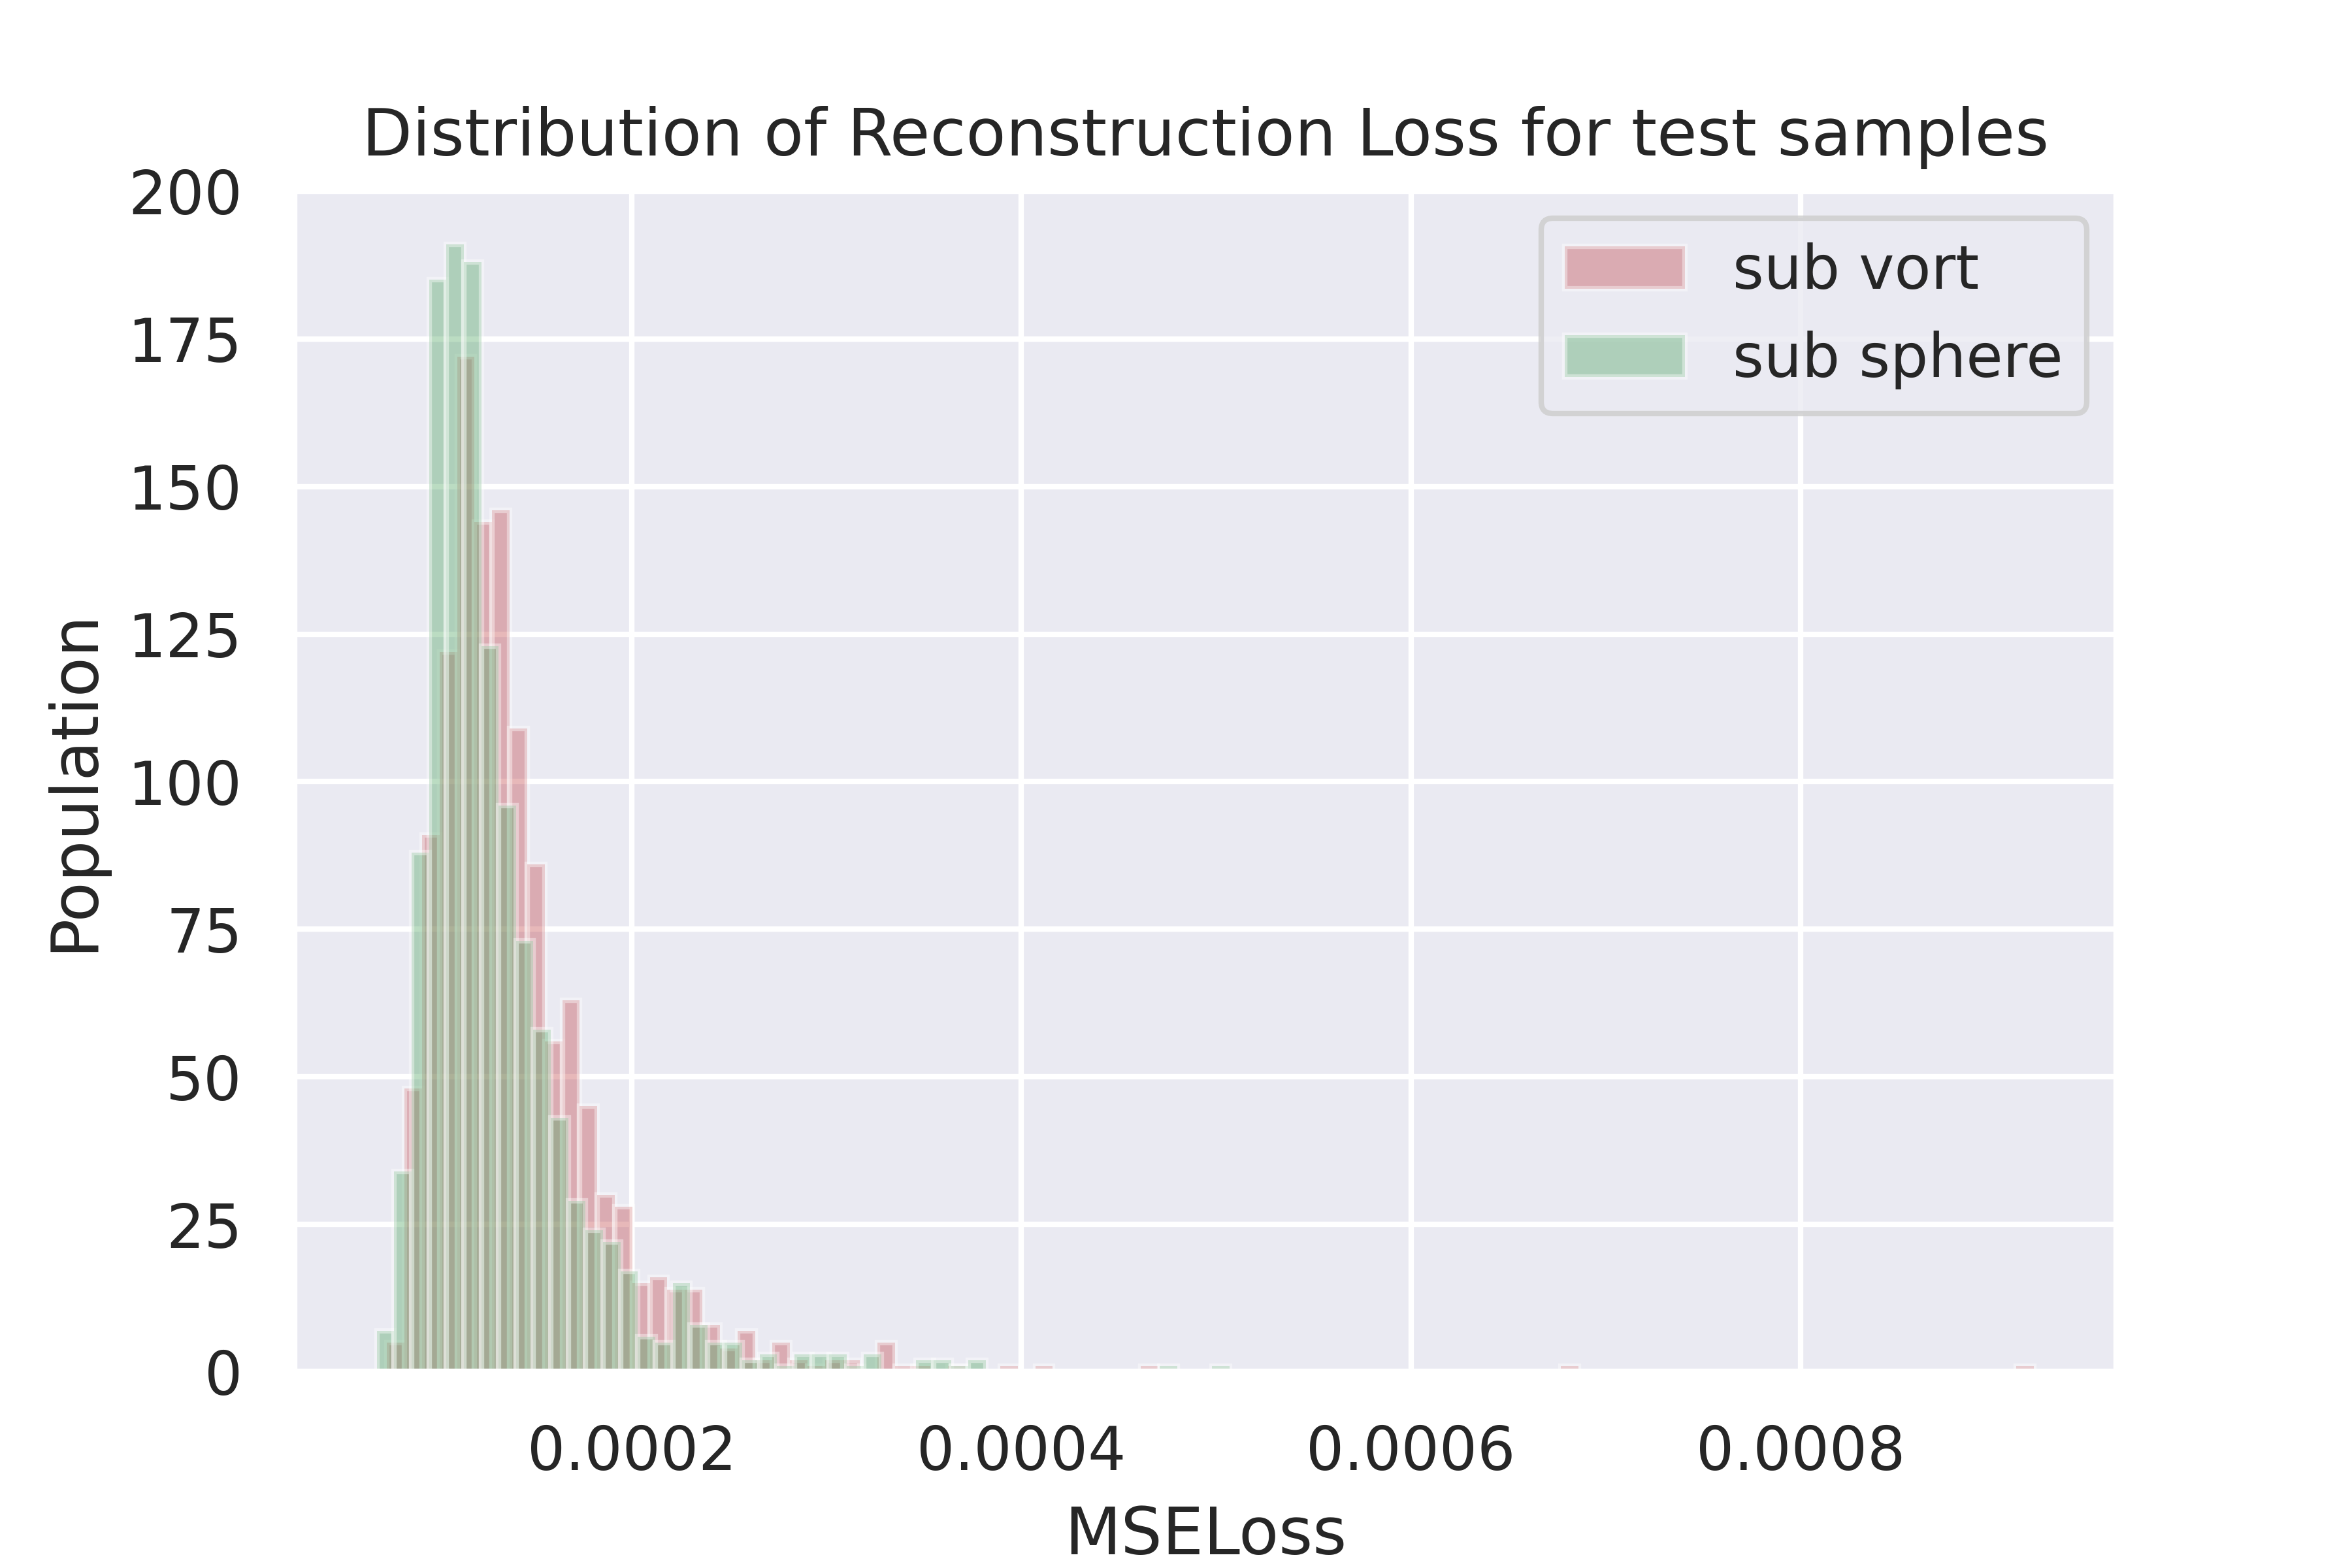 Distribution of Reconstruction Loss for test samples
200
175
150
125
100
75
50
25
0
Population
sub vort
sub sphere
0.0002 0.0004 0.0006 0.0008
MSELoss